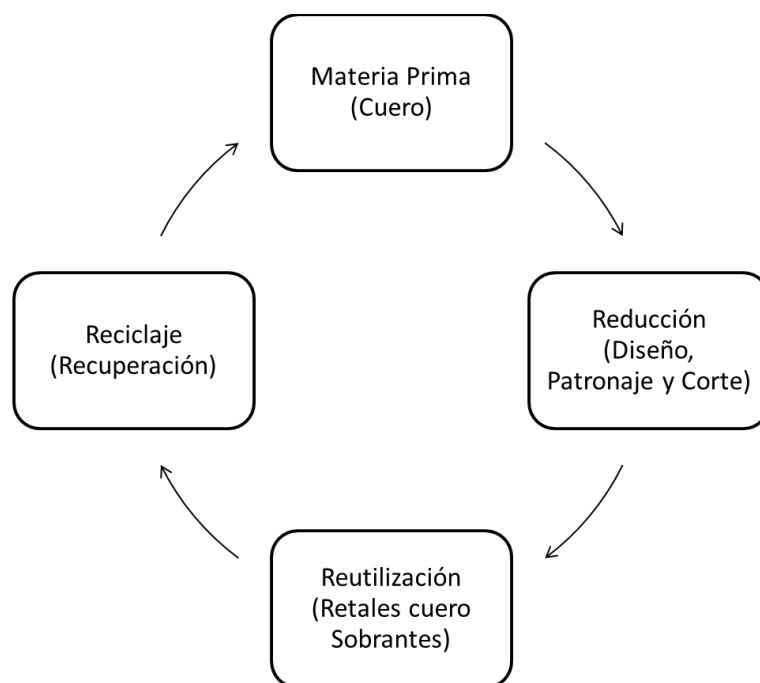 Materia Prima
(Cuero)
Reducción
(Diseño,
Patronaje y Corte)
Reutilización
(Retales cuero
Sobrantes)
Reciclaje
(Recuperación)